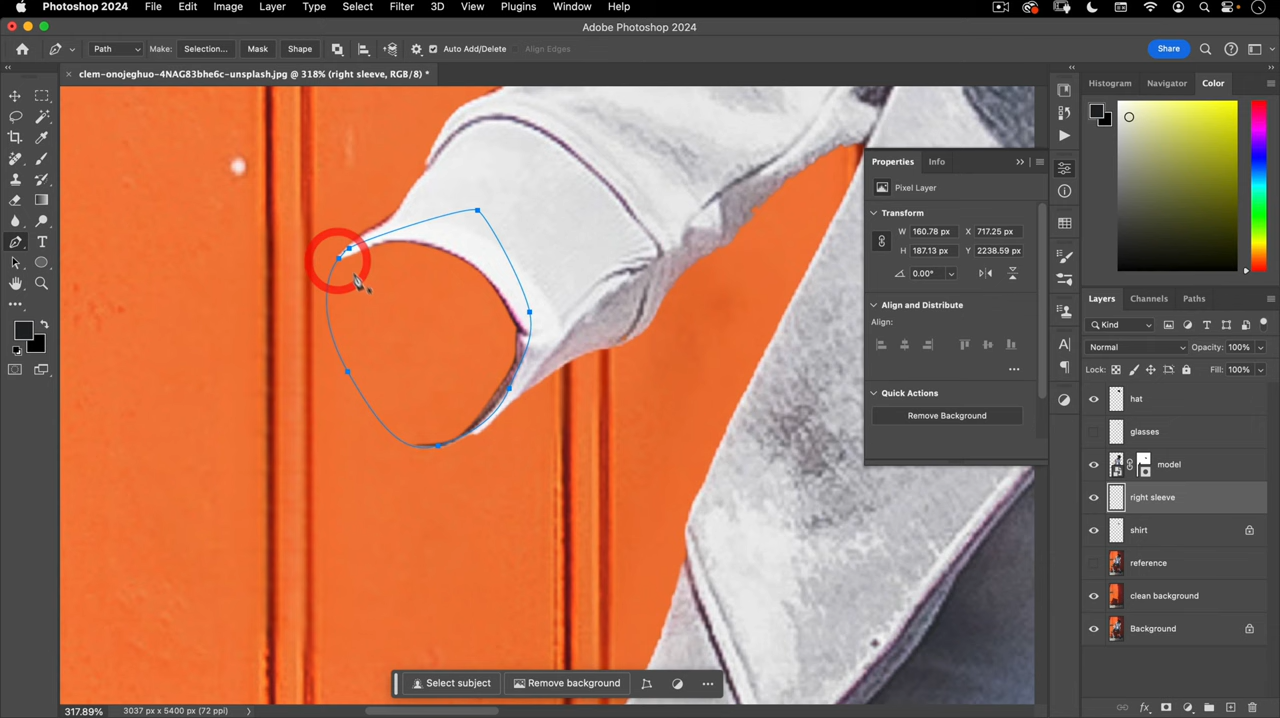 Photoshop 2024 File Edit Image Layer Type Select Filter 3D View Plugins Window Help
Adobe Photoshop 2024
Path Make: Selection... Mask Shape Auto Add/Delete Align Edges Share
clem-onojeghuo-4NAG83bhe6c-unsplash.jpg @ 318% (right sleeve, RGB/8) *
Histogram Navigator Color
Properties Info
Pixel Layer
Transform
W 160.78 px X 717.25 px
H 187.13 px Y 2238.59 px
0.00°
Align and Distribute
Align:
Quick Actions
Remove Background
Layers Channels Paths
Kind
Normal Opacity: 100%
Lock: Fill: 100%
hat
glasses
model
right sleeve
shirt
reference
clean background
Background
Select subject Remove background
317.89% 3037 px x 5400 px (72 ppi)